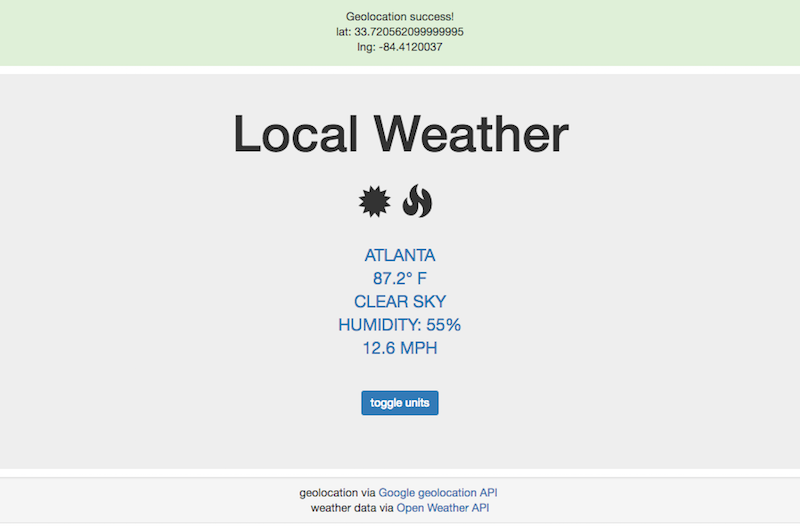 Geolocation success!
lat: 33.720562099999995
lng: -84.4120037
Local Weather
ATLANTA
87.2° F
CLEAR SKY
HUMIDITY: 55%
12.6 MPH
toggle units
geolocation via Google geolocation API
weather data via Open Weather API